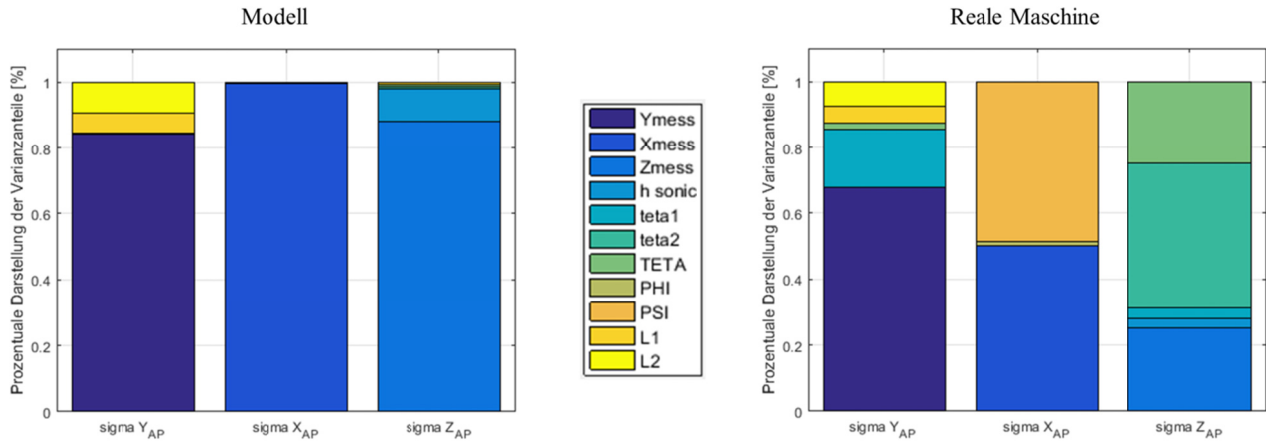 Modell
Prozentuale Darstellung der Varianzanteile [%]
1
0.8
0.6
0.4
0.2
0
sigma Y_AP
sigma X_AP
sigma Z_AP
Ymess
Xmess
Zmess
h sonic
teta1
teta2
TETA
PHI
PSI
L1
L2
Reale Maschine
Prozentuale Darstellung der Varianzanteile [%]
1
0.8
0.6
0.4
0.2
0
sigma Y_AP
sigma X_AP
sigma Z_AP